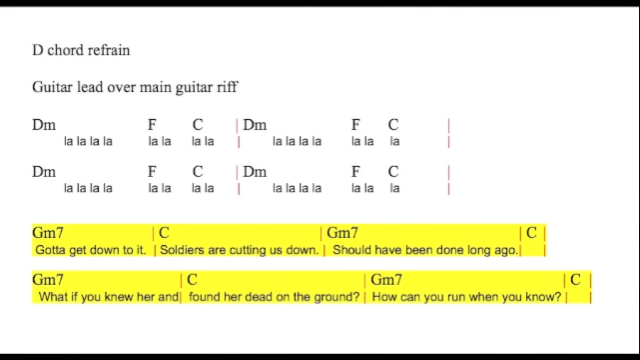 D chord refrain
Guitar lead over main guitar riff
Dm F C | Dm F C |
la la la la la la la la | la la la la la la la |
Dm F C | Dm F C |
la la la la la la la la | la la la la la la la |
Gm7 | C | Gm7 | C |
Gotta get down to it. | Soldiers are cutting us down. | Should have been done long ago.| |
Gm7 | C | Gm7 | C |
What if you knew her and| found her dead on the ground? | How can you run when you know? | |